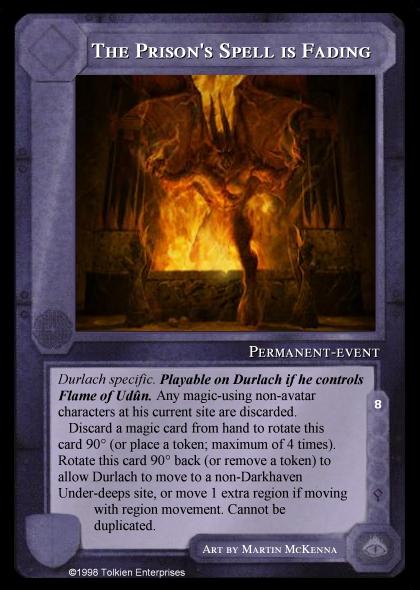 The Prison's Spell is Fading
Permanent-event
Durlach specific. Playable on Durlach if he controls
Flame of Udûn. Any magic-using non-avatar
characters at his current site are discarded.
Discard a magic card from hand to rotate this
card 90° (or place a token; maximum of 4 times).
Rotate this card 90° back (or remove a token) to
allow Durlach to move to a non-Darkhaven
Under-deeps site, or move 1 extra region if moving
with region movement. Cannot be
duplicated.
8
Art by Martin McKenna
©1998 Tolkien Enterprises